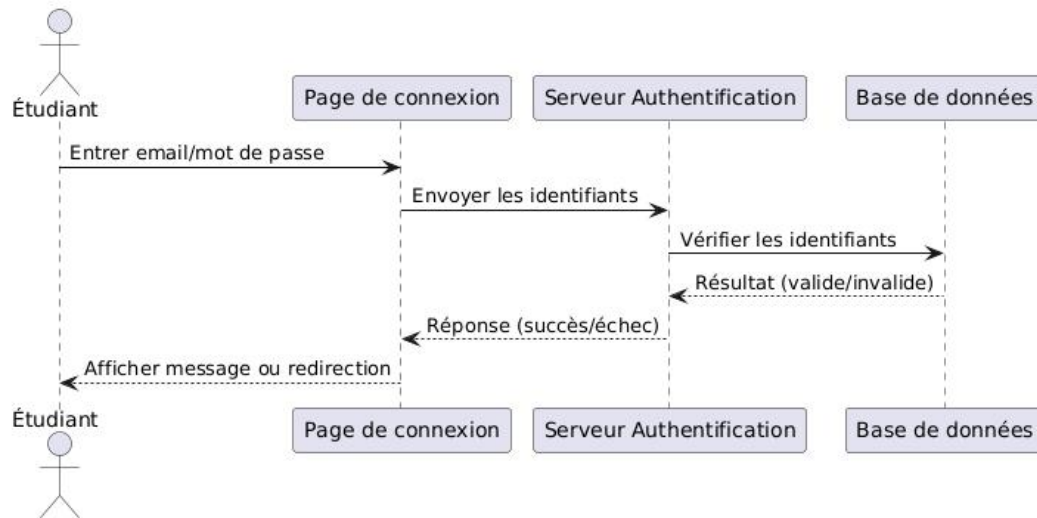 Étudiant
Page de connexion
Serveur Authentification
Base de données
Entrer email/mot de passe
Envoyer les identifiants
Vérifier les identifiants
Résultat (valide/invalide)
Réponse (succès/échec)
Afficher message ou redirection
Étudiant
Page de connexion
Serveur Authentification
Base de données